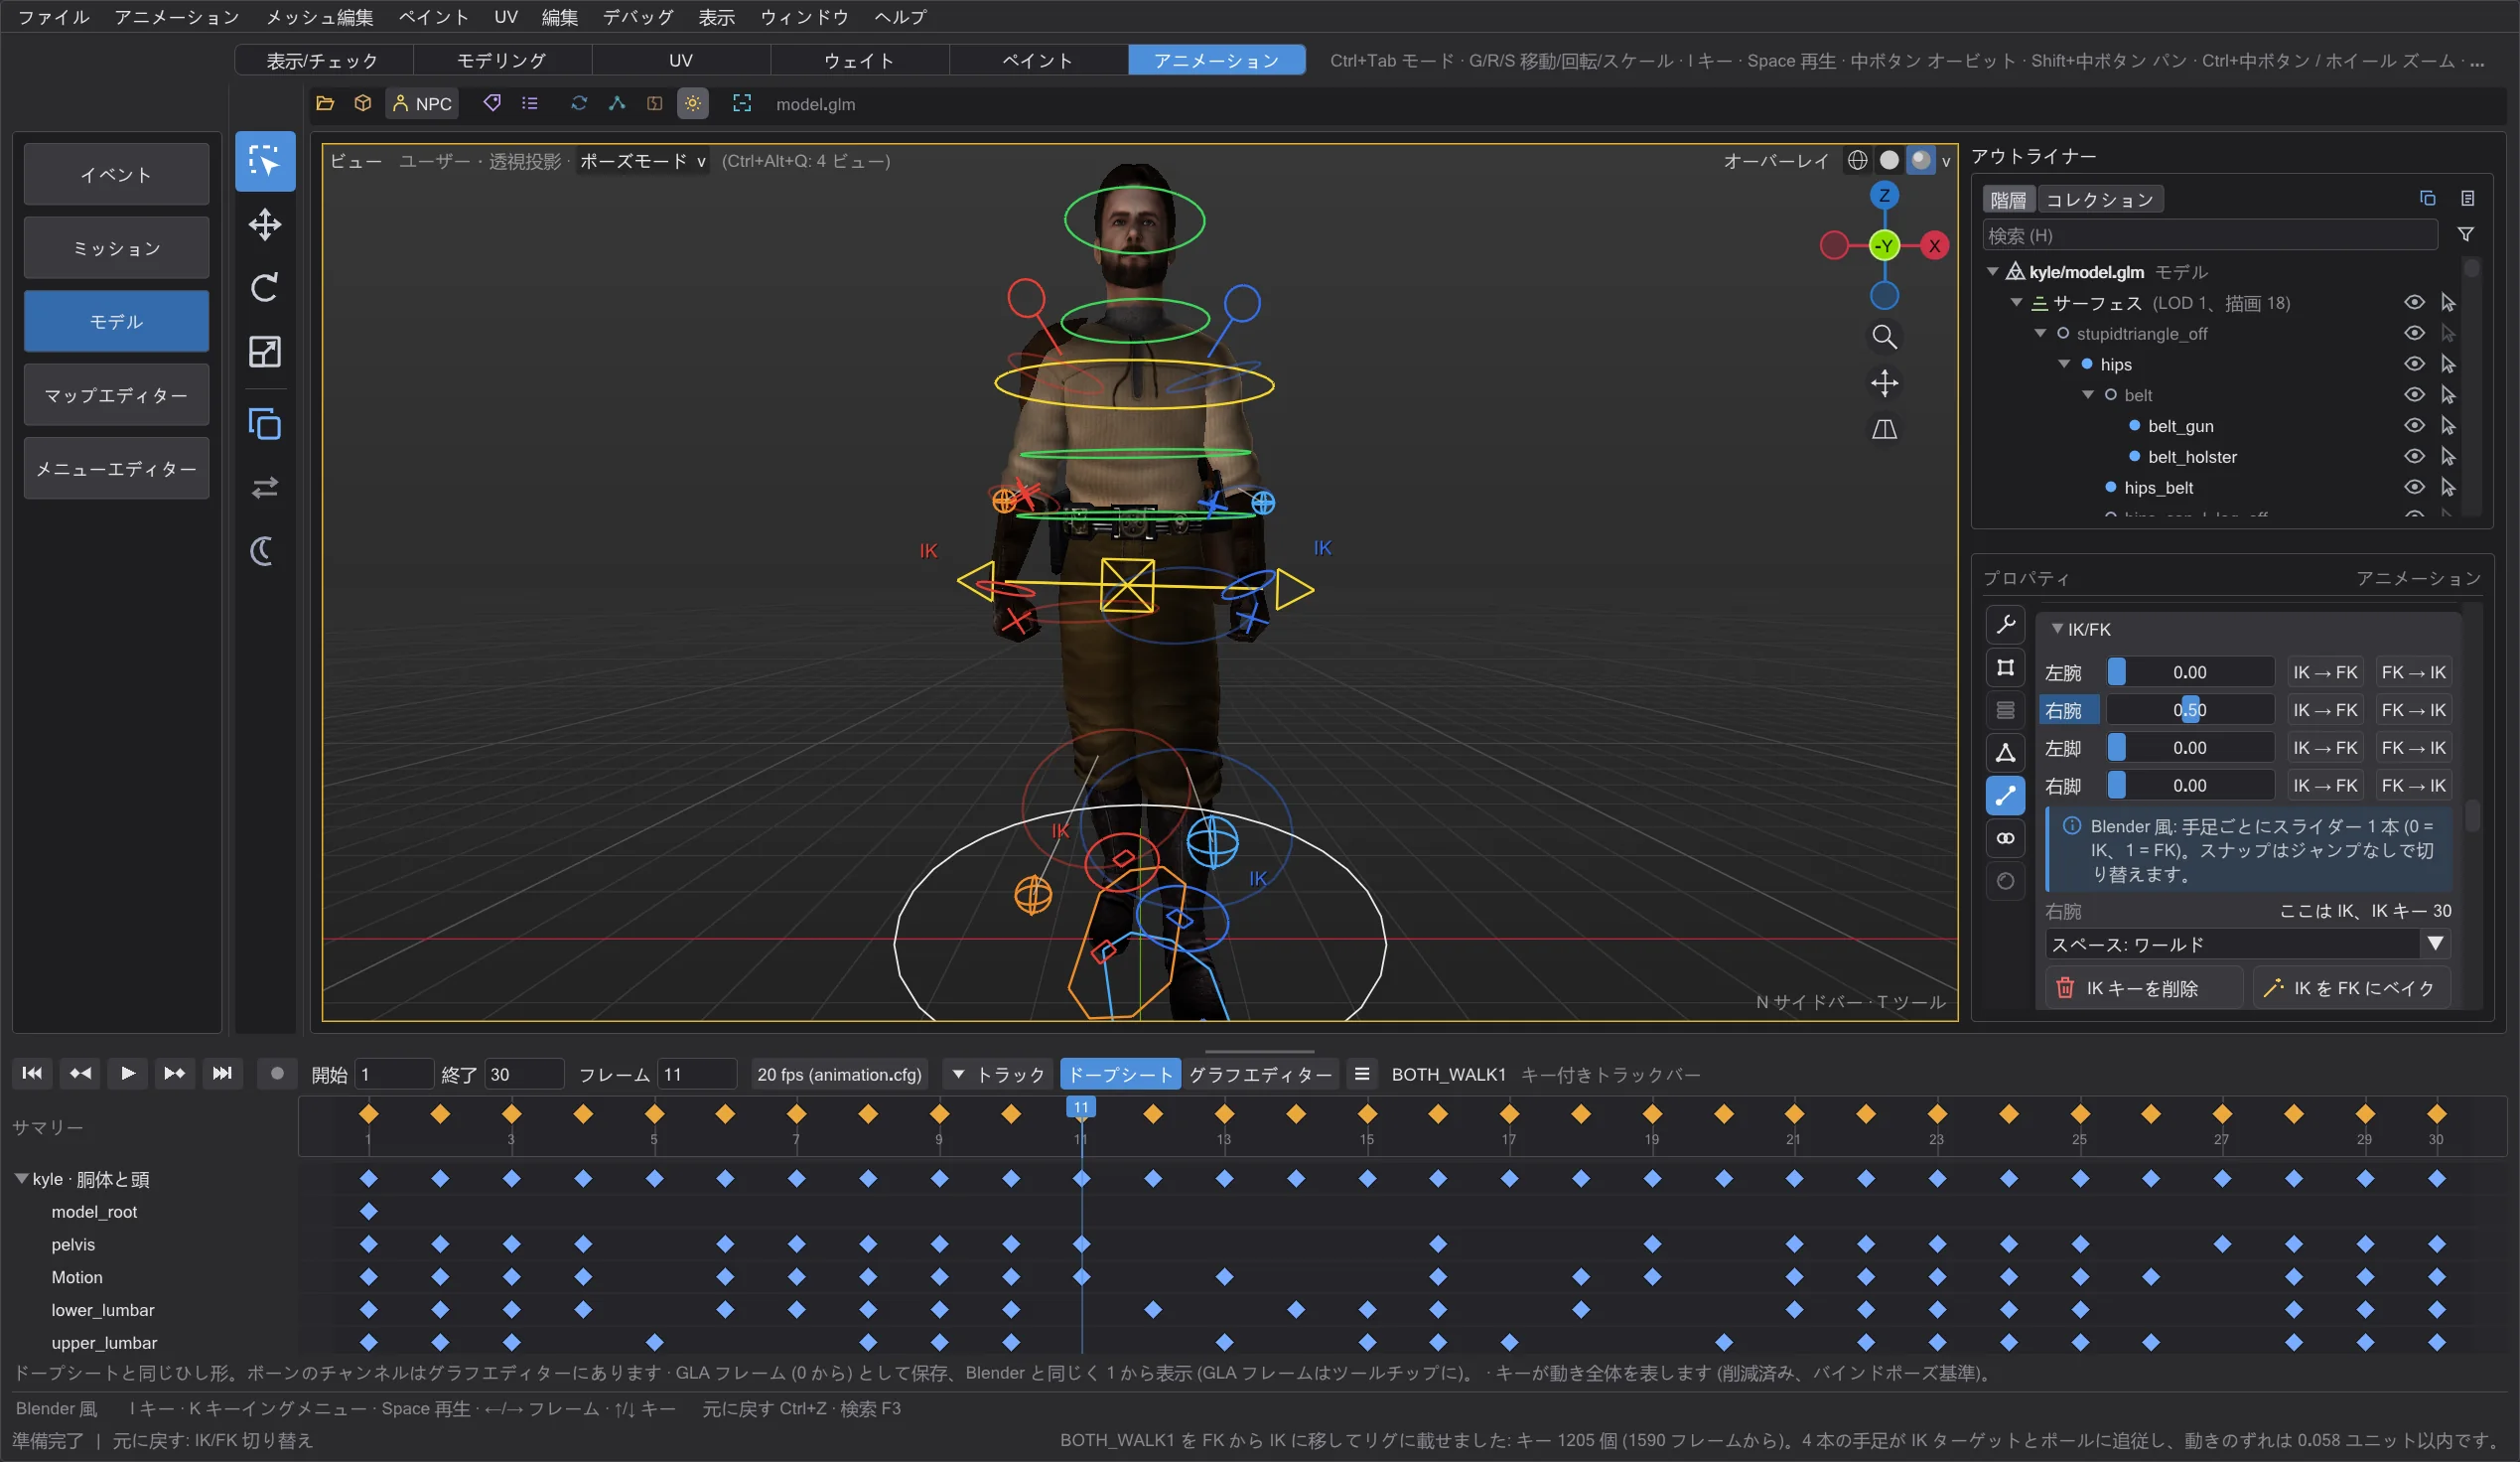 ファイル アニメーション メッシュ編集 ペイント UV 編集 デバッグ 表示 ウィンドウ ヘルプ
表示/チェック モデリング UV ウェイト ペイント アニメーション Ctrl+Tab モード · G/R/S 移動/回転/スケール · I キー · Space 再生 · 中ボタン オービット · Shift+中ボタン パン · Ctrl+中ボタン / ホイール ズーム · ...
NPC model.glm
イベント
ミッション
モデル
マップエディター
メニューエディター
ビュー ユーザー · 透視投影 · ポーズモード v (Ctrl+Alt+Q: 4 ビュー)
オーバーレイ v
Z
-Y X
IK IK
IK
IK
N サイドバー · T ツール
アウトライナー
階層 コレクション
検索 (H)
kyle/model.glm モデル
サーフェス (LOD 1、描画 18)
stupidtriangle_off
hips
belt
belt_gun
belt_holster
hips_belt
プロパティ アニメーション
IK/FK
左腕 0.00 IK → FK FK → IK
右腕 0.50 IK → FK FK → IK
左脚 0.00 IK → FK FK → IK
右脚 0.00 IK → FK FK → IK
Blender 風: 手足ごとにスライダー 1 本 (0 =
IK、1 = FK)。スナップはジャンプなしで切
り替えます。
右腕 ここは IK、IK キー 30
スペース: ワールド
IK キーを削除 IK を FK にベイク
開始 1 終了 30 フレーム 11 20 fps (animation.cfg) トラック ドープシート グラフエディター BOTH_WALK1 キー付きトラックバー
サマリー
11
1 3 5 7 9 11 13 15 17 19 21 23 25 27 29 30
kyle · 胴体と頭
model_root
pelvis
Motion
lower_lumbar
upper_lumbar
ドープシートと同じひし形。ボーンのチャンネルはグラフエディターにあります · GLA フレーム (0 から) として保存、Blender と同じく 1 から表示 (GLA フレームはツールチップに)。 · キーが動き全体を表します (削減済み、バインドポーズ基準)。
Blender 風 I キー · K キーイングメニュー · Space 再生 · ←/→ フレーム · ↑/↓ キー 元に戻す Ctrl+Z · 検索 F3
準備完了 | 元に戻す: IK/FK 切り替え
BOTH_WALK1 を FK から IK に移してリグに載せました: キー 1205 個 (1590 フレームから)。4 本の手足が IK ターゲットとポールに追従し、動きのずれは 0.058 ユニット以内です。